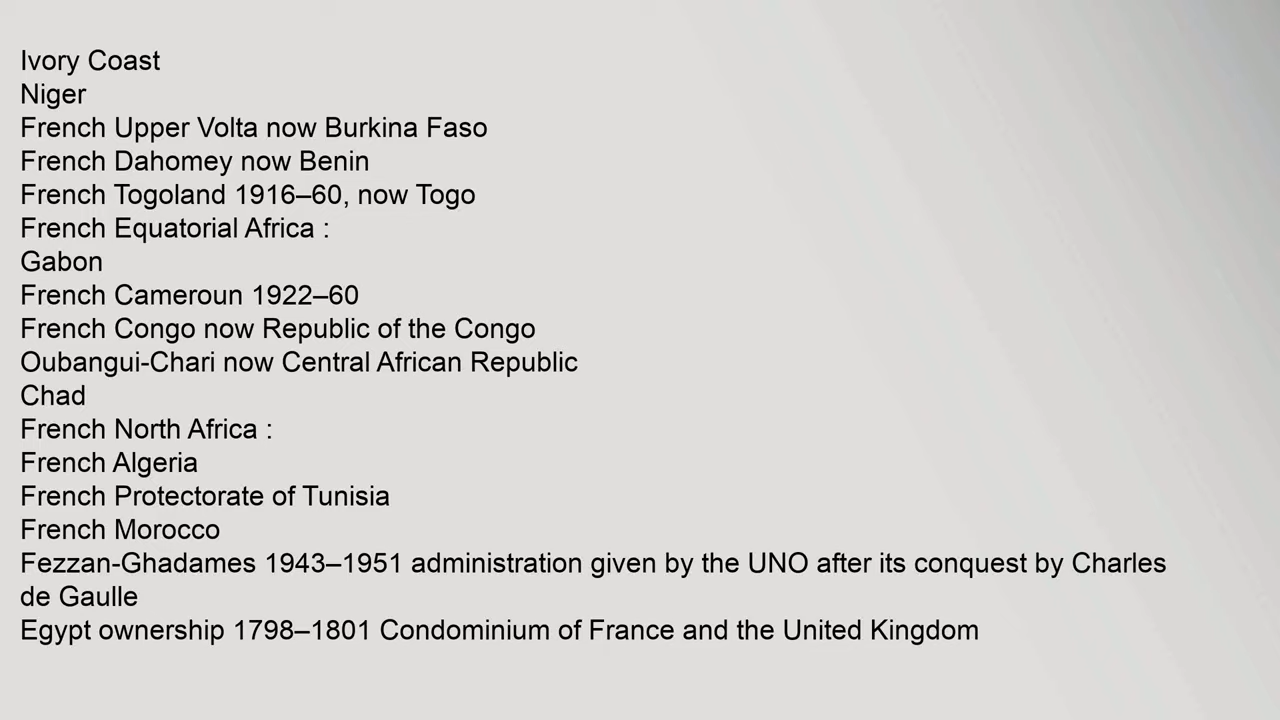 Ivory Coast
Niger
French Upper Volta now Burkina Faso
French Dahomey now Benin
French Togoland 1916–60, now Togo
French Equatorial Africa :
Gabon
French Cameroun 1922–60
French Congo now Republic of the Congo
Oubangui-Chari now Central African Republic
Chad
French North Africa :
French Algeria
French Protectorate of Tunisia
French Morocco
Fezzan-Ghadames 1943–1951 administration given by the UNO after its conquest by Charles
de Gaulle
Egypt ownership 1798–1801 Condominium of France and the United Kingdom